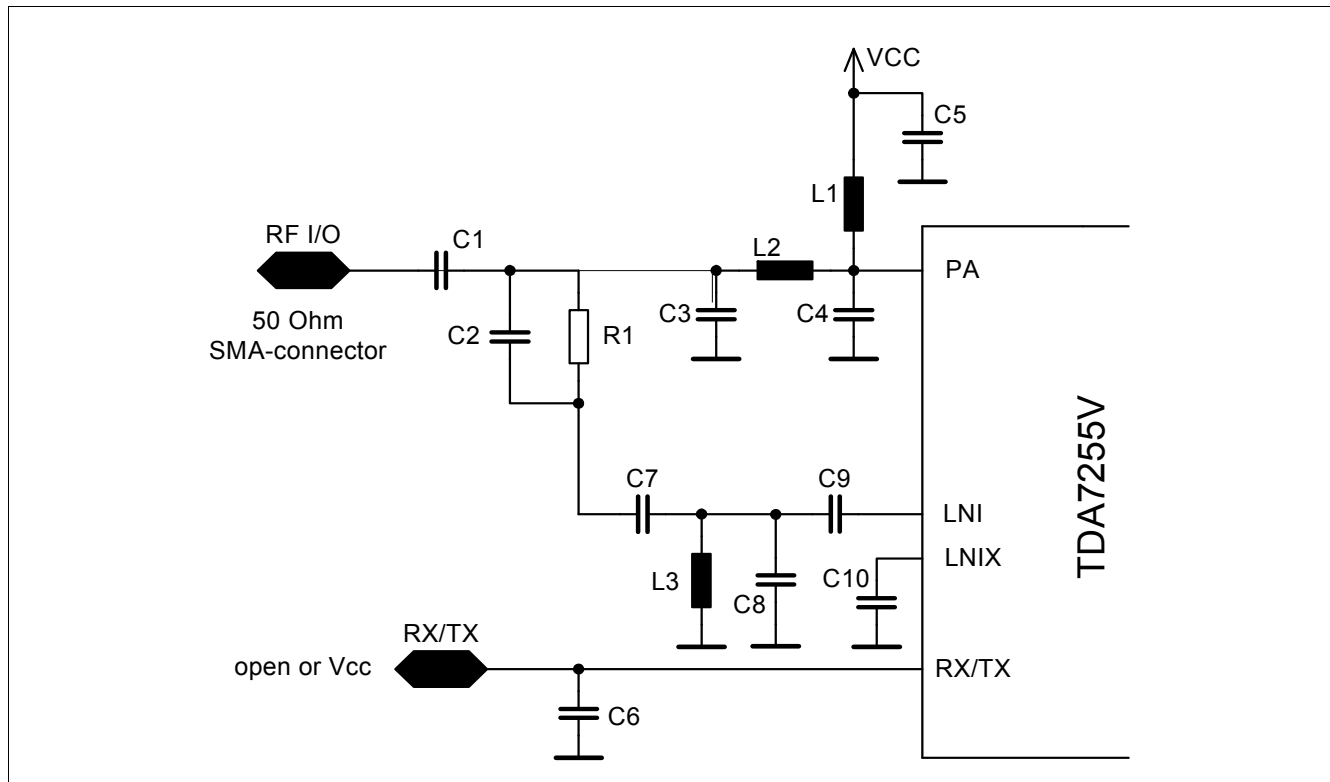 VCC
C5
L1
RF I/O
C1
L2
PA
50 Ohm
SMA-connector
C2
R1
C3
C4
TDA7255V
C7
C9
LNI
LNIX
L3
C8
C10
RX/TX
open or Vcc
RX/TX
C6